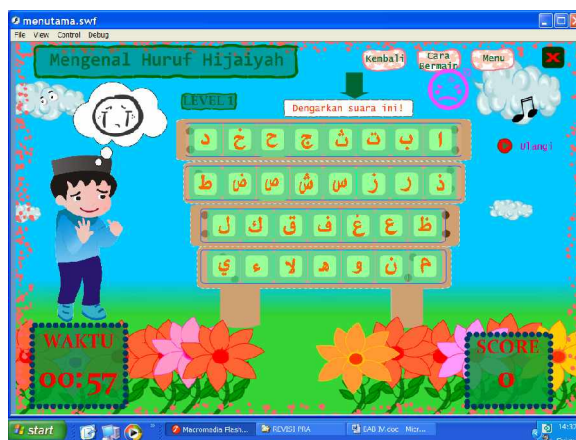 menutama.swf
File View Control Debug
Mengenal Huruf Hijaiyah
Kembali
Cara Bermain
Menu
LEVEL 1
Dengarkan suara ini!
Ulangi
ا ب ت ث ج ح خ د
ذ ر ز س ش ص ض ط
ظ ع غ ف ق ك ل
م ن و ه لا ء ي
WAKTU
00:57
SCORE
0
start
Macromedia Flash...
REVISI PRA
BAB IV.doc - Micr...